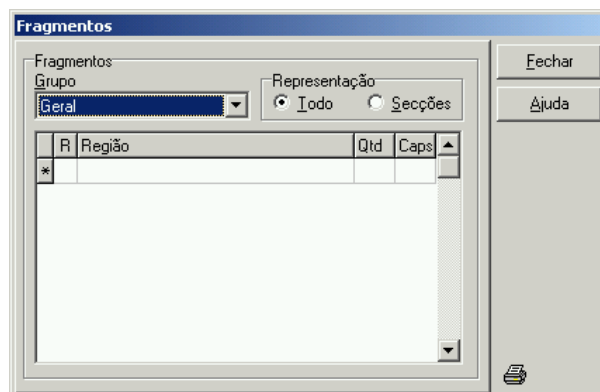 Fragmentos
Fragmentos
Grupo
Geral
Representação
Todo Secções
R Região Qtd Caps
*
Fechar
Ajuda